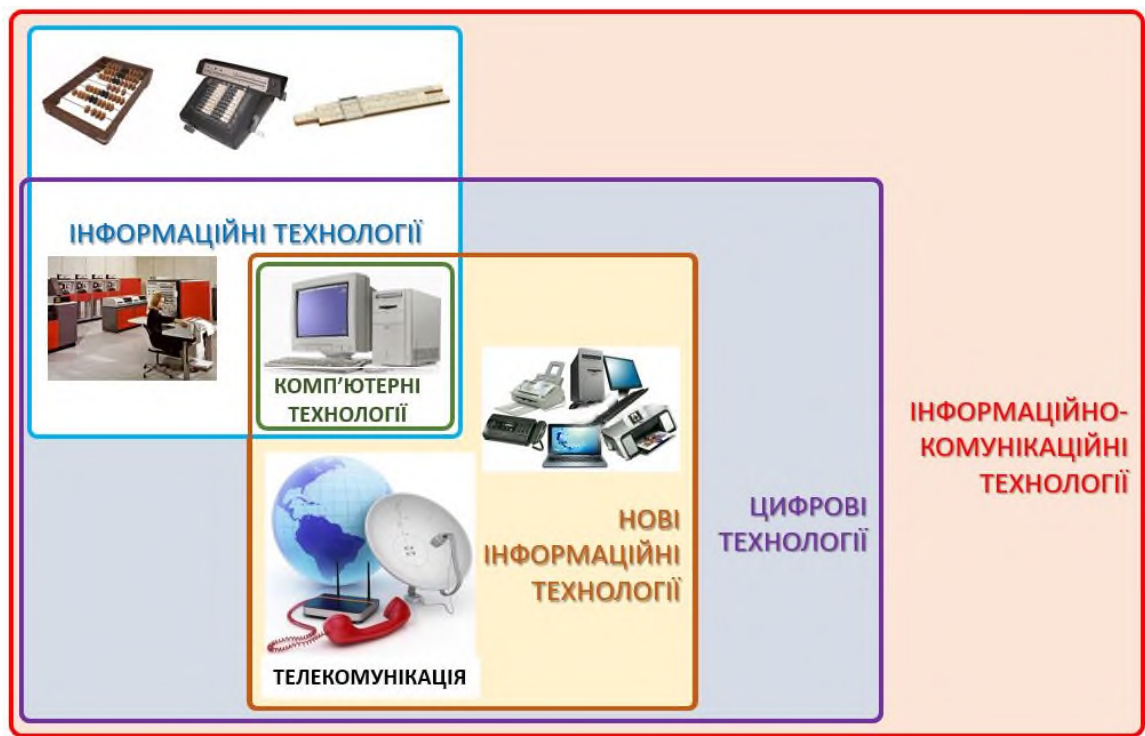 ІНФОРМАЦІЙНІ ТЕХНОЛОГІЇ
КОМП’ЮТЕРНІ
ТЕХНОЛОГІЇ
ТЕЛЕКОМУНІКАЦІЯ
НОВІ
ІНФОРМАЦІЙНІ
ТЕХНОЛОГІЇ
ЦИФРОВІ
ТЕХНОЛОГІЇ
ІНФОРМАЦІЙНО-
КОМУНІКАЦІЙНІ
ТЕХНОЛОГІЇ